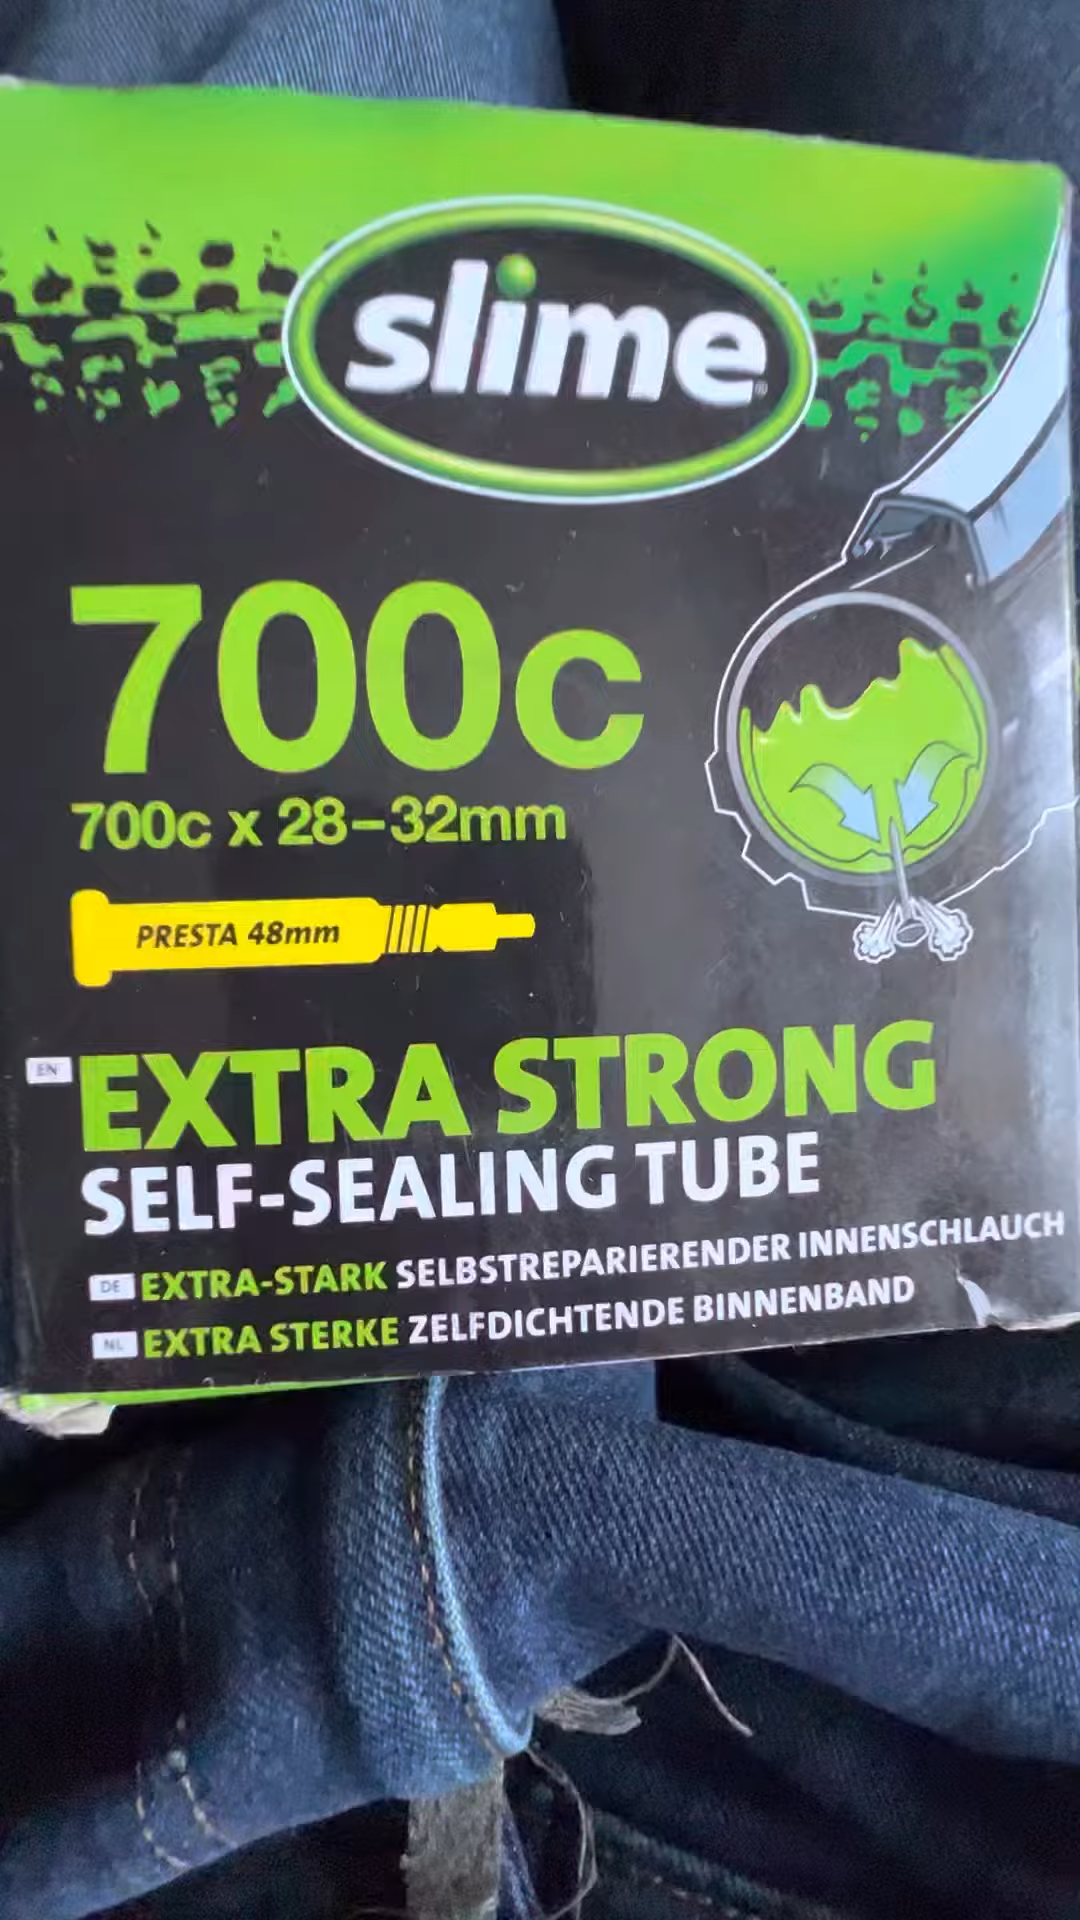 slime®
700c
700c x 28-32mm
PRESTA 48mm
EN EXTRA STRONG
SELF-SEALING TUBE
DE EXTRA-STARK SELBSTREPARIERENDER INNENSCHLAUCH
NL EXTRA STERKE ZELFDICHTENDE BINNENBAND